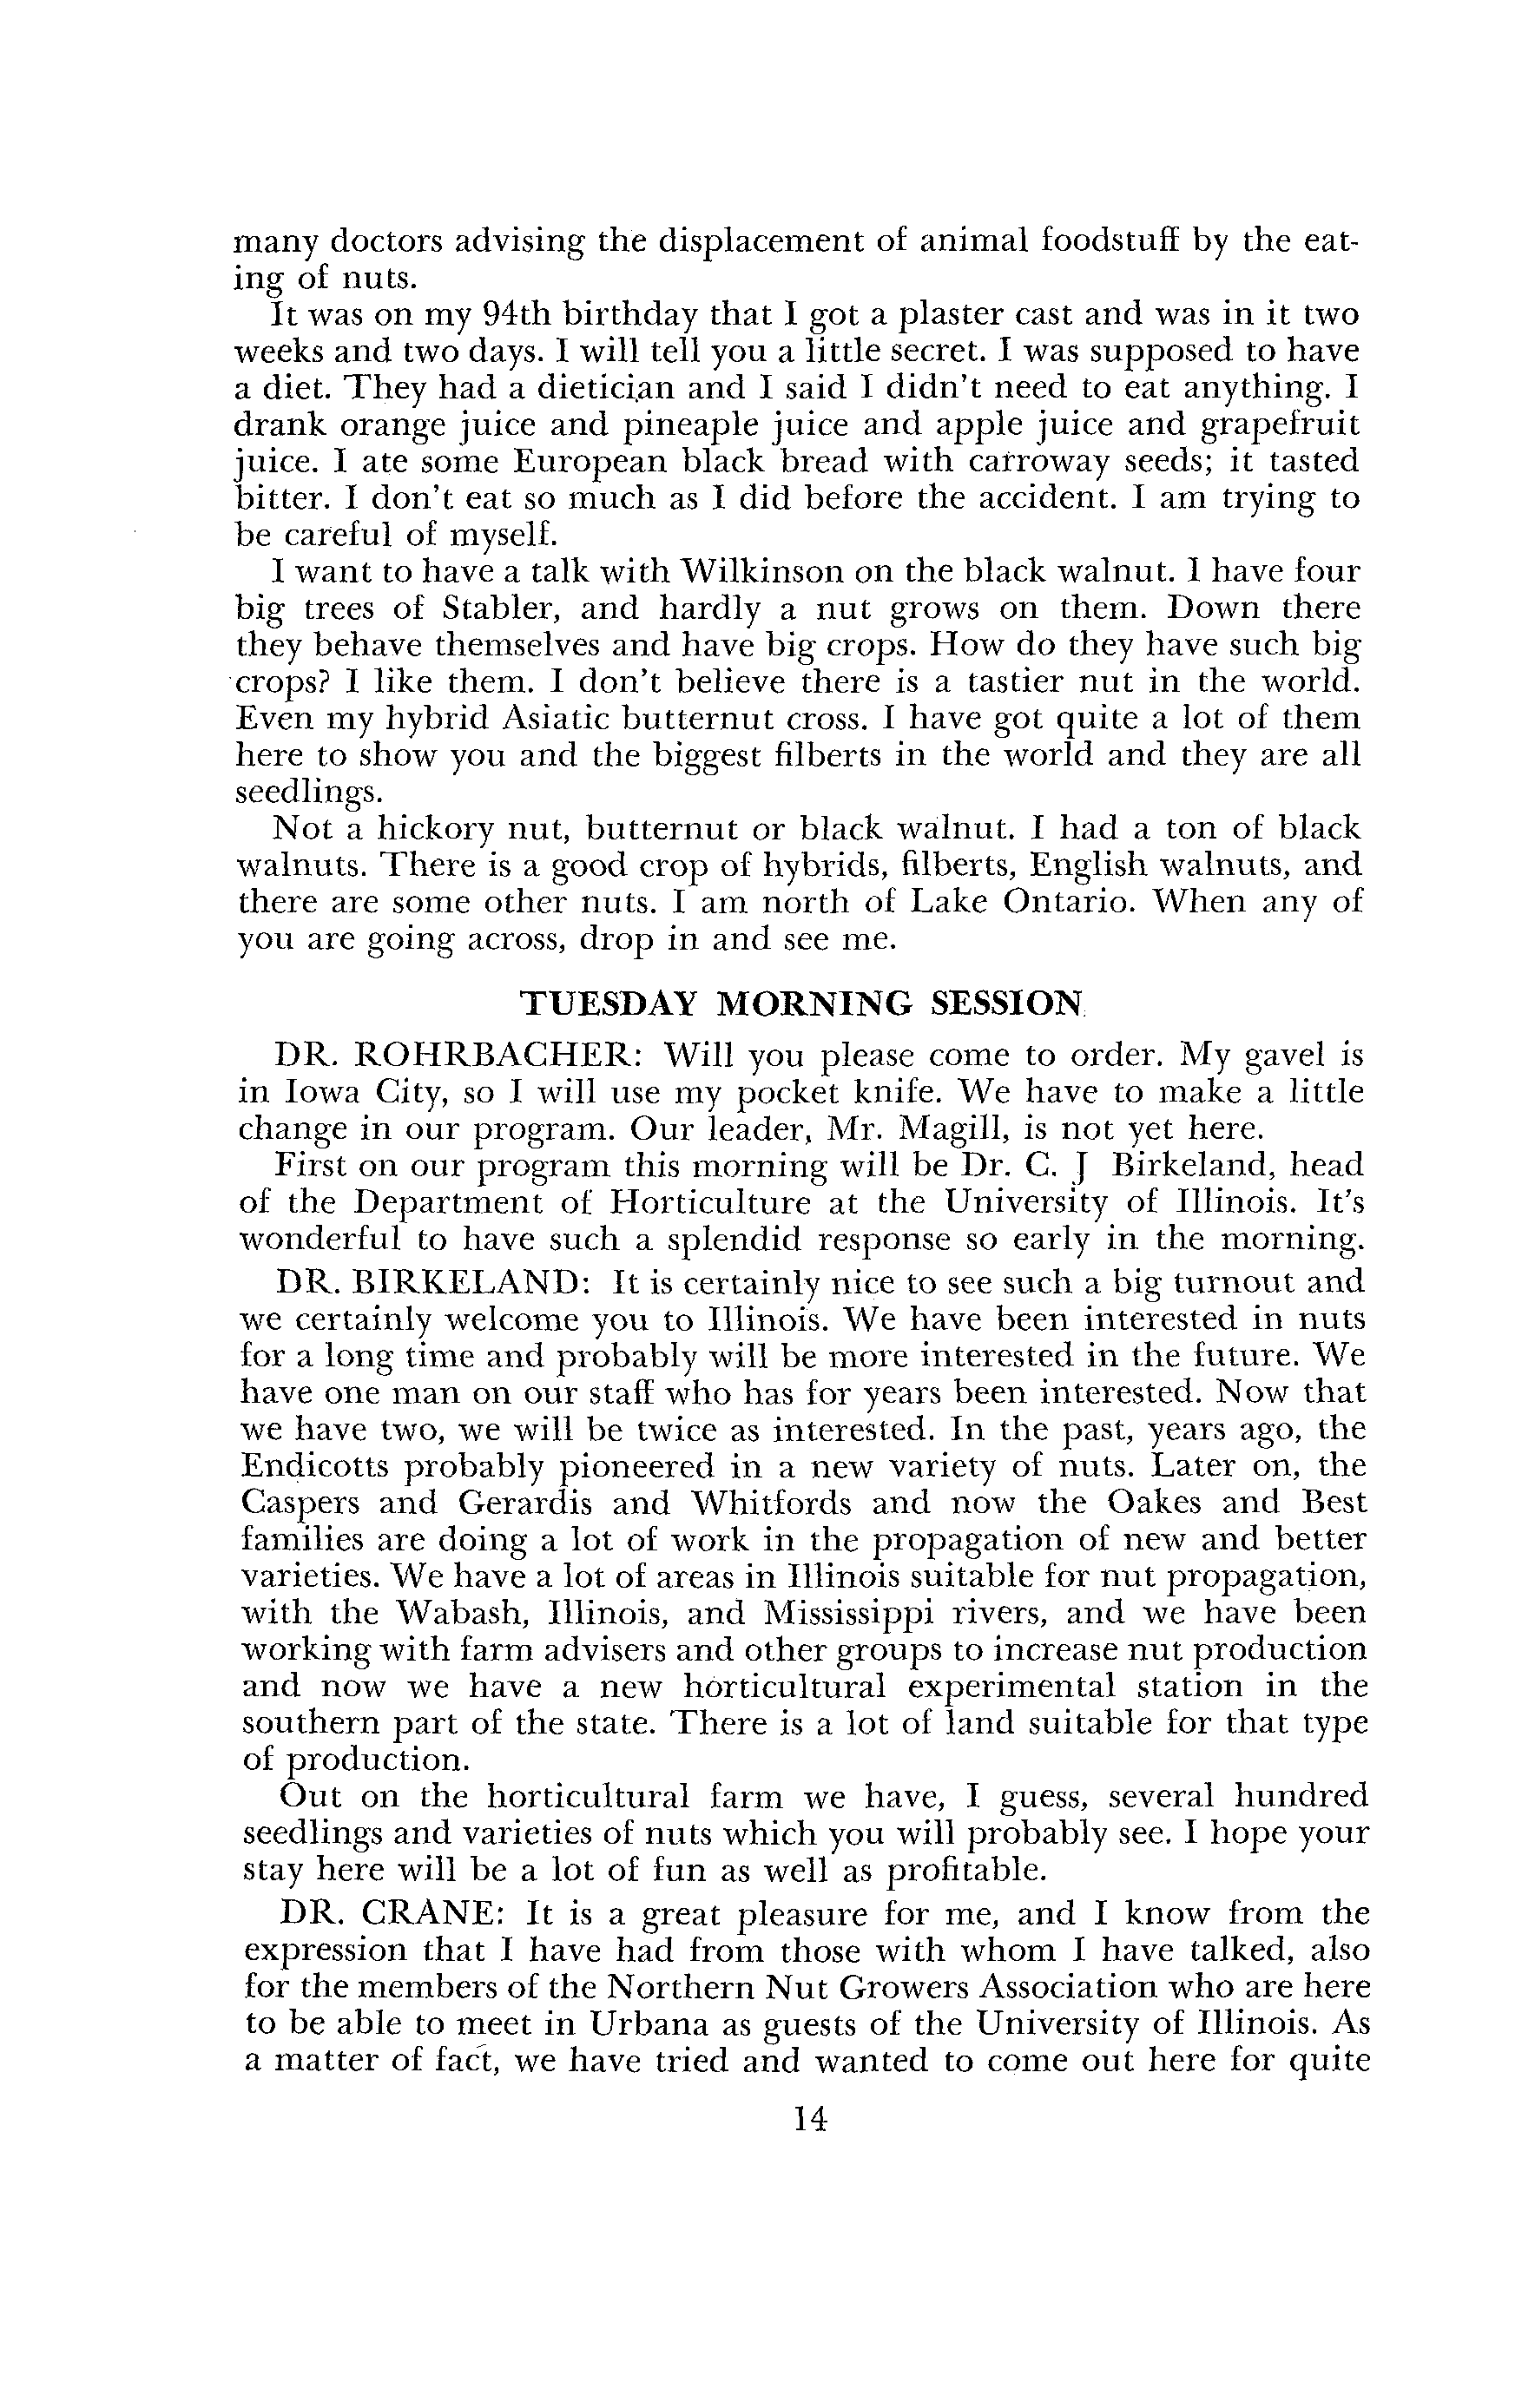 many doctors advising the displacement of animal foodstuff by the eat-
ing of nuts.
It was on my 94th birthday that I got a plaster cast and was in it two
weeks and two days. I will tell you a little secret. I was supposed to have
a diet. They had a dietician and I said I didn't need to eat anything. I
drank orange juice and pineaple juice and apple juice and grapefruit
juice. I ate some European black bread with carroway seeds; it tasted
bitter. I don't eat so much as I did before the accident. I am trying to
be careful of myself.
I want to have a talk with Wilkinson on the black walnut. I have four
big trees of Stabler, and hardly a nut grows on them. Down there
they behave themselves and have big crops. How do they have such big
crops? I like them. I don't believe there is a tastier nut in the world.
Even my hybrid Asiatic butternut cross. I have got quite a lot of them
here to show you and the biggest filberts in the world and they are all
seedlings.
Not a hickory nut, butternut or black walnut. I had a ton of black
walnuts. There is a good crop of hybrids, filberts, English walnuts, and
there are some other nuts. I am north of Lake Ontario. When any of
you are going across, drop in and see me.
TUESDAY MORNING SESSION
DR. ROHRBACHER: Will you please come to order. My gavel is
in Iowa City, so I will use my pocket knife. We have to make a little
change in our program. Our leader, Mr. Magill, is not yet here.
First on our program this morning will be Dr. C. J Birkeland, head
of the Department of Horticulture at the University of Illinois. It's
wonderful to have such a splendid response so early in the morning.
DR. BIRKELAND: It is certainly nice to see such a big turnout and
we certainly welcome you to Illinois. We have been interested in nuts
for a long time and probably will be more interested in the future. We
have one man on our staff who has for years been interested. Now that
we have two, we will be twice as interested. In the past, years ago, the
Endicotts probably pioneered in a new variety of nuts. Later on, the
Caspers and Gerardis and Whitfords and now the Oakes and Best
families are doing a lot of work in the propagation of new and better
varieties. We have a lot of areas in Illinois suitable for nut propagation,
with the Wabash, Illinois, and Mississippi rivers, and we have been
working with farm advisers and other groups to increase nut production
and now we have a new horticultural experimental station in the
southern part of the state. There is a lot of land suitable for that type
of production.
Out on the horticultural farm we have, I guess, several hundred
seedlings and varieties of nuts which you will probably see. I hope your
stay here will be a lot of fun as well as profitable.
DR. CRANE: It is a great pleasure for me, and I know from the
expression that I have had from those with whom I have talked, also
for the members of the Northern Nut Growers Association who are here
to be able to meet in Urbana as guests of the University of Illinois. As
a matter of fact, we have tried and wanted to come out here for quite
14